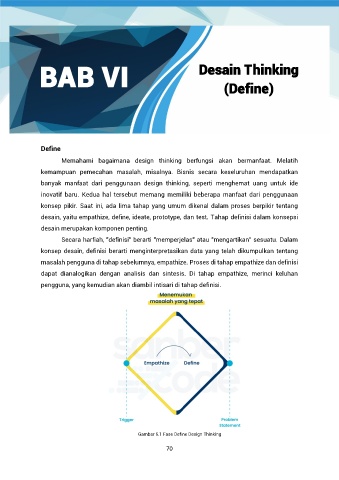 BAB VI
Desain Thinking
(Define)
Define
Memahami bagaimana design thinking berfungsi akan bermanfaat. Melatih
kemampuan pemecahan masalah, misalnya. Bisnis secara keseluruhan mendapatkan
banyak manfaat dari penggunaan design thinking, seperti menghemat uang untuk ide
inovatif baru. Kedua hal tersebut memang memiliki beberapa manfaat dari penggunaan
konsep pikir. Saat ini, ada lima tahap yang umum dikenal dalam proses berpikir tentang
desain, yaitu empathize, define, ideate, prototype, dan test. Tahap definisi dalam konsepsi
desain merupakan komponen penting.
Secara harfiah, "definisi" berarti "memperjelas" atau "mengartikan" sesuatu. Dalam
konsep desain, definisi berarti menginterpretasikan data yang telah dikumpulkan tentang
masalah pengguna di tahap sebelumnya, empathize. Proses di tahap empathize dan definisi
dapat dianalogikan dengan analisis dan sintesis. Di tahap empathize, merinci keluhan
pengguna, yang kemudian akan diambil intisari di tahap definisi.
Menemukan
masalah yang tepat
sanbar
code
Empathize Define
Trigger Problem
Statement
Gambar 6.1 Fase Define Design Thinking
70